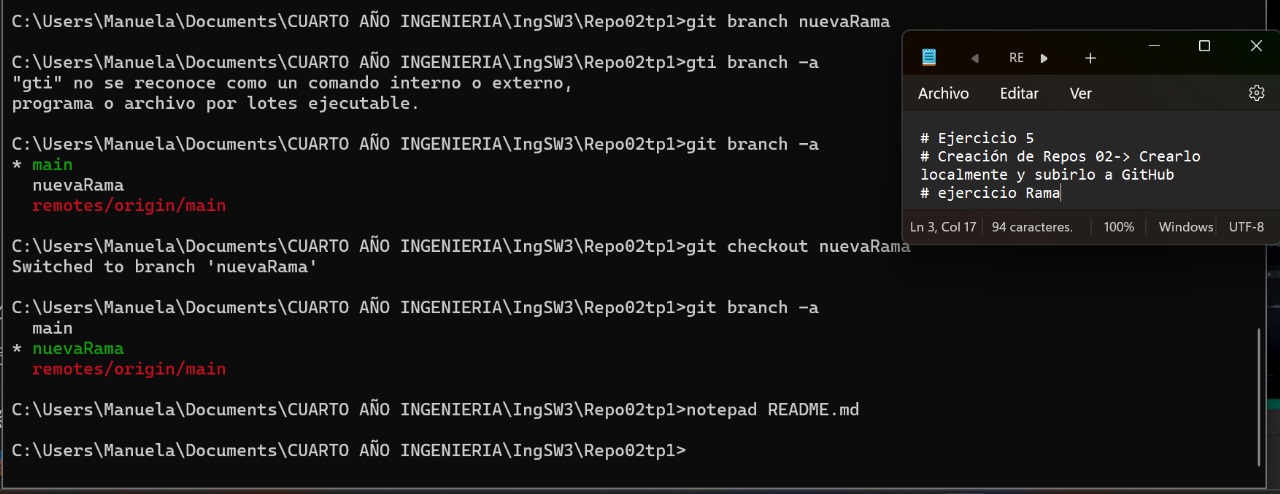 C:\Users\Manuela\Documents\CUARTO AÑO INGENIERIA\IngSW3\Repo02tp1>git branch nuevaRama
C:\Users\Manuela\Documents\CUARTO AÑO INGENIERIA\IngSW3\Repo02tp1>gti branch -a
"gti" no se reconoce como un comando interno o externo,
programa o archivo por lotes ejecutable.
C:\Users\Manuela\Documents\CUARTO AÑO INGENIERIA\IngSW3\Repo02tp1>git branch -a
* main
nuevaRama
remotes/origin/main
C:\Users\Manuela\Documents\CUARTO AÑO INGENIERIA\IngSW3\Repo02tp1>git checkout nuevaRama
Switched to branch 'nuevaRama'
C:\Users\Manuela\Documents\CUARTO AÑO INGENIERIA\IngSW3\Repo02tp1>git branch -a
main
* nuevaRama
remotes/origin/main
C:\Users\Manuela\Documents\CUARTO AÑO INGENIERIA\IngSW3\Repo02tp1>notepad README.md
C:\Users\Manuela\Documents\CUARTO AÑO INGENIERIA\IngSW3\Repo02tp1>
RE
Archivo Editar Ver
# Ejercicio 5
# Creación de Repos 02-> Crearlo
localmente y subirlo a GitHub
# ejercicio Rama
Ln 3, Col 17 94 caracteres. 100% Windows UTF-8